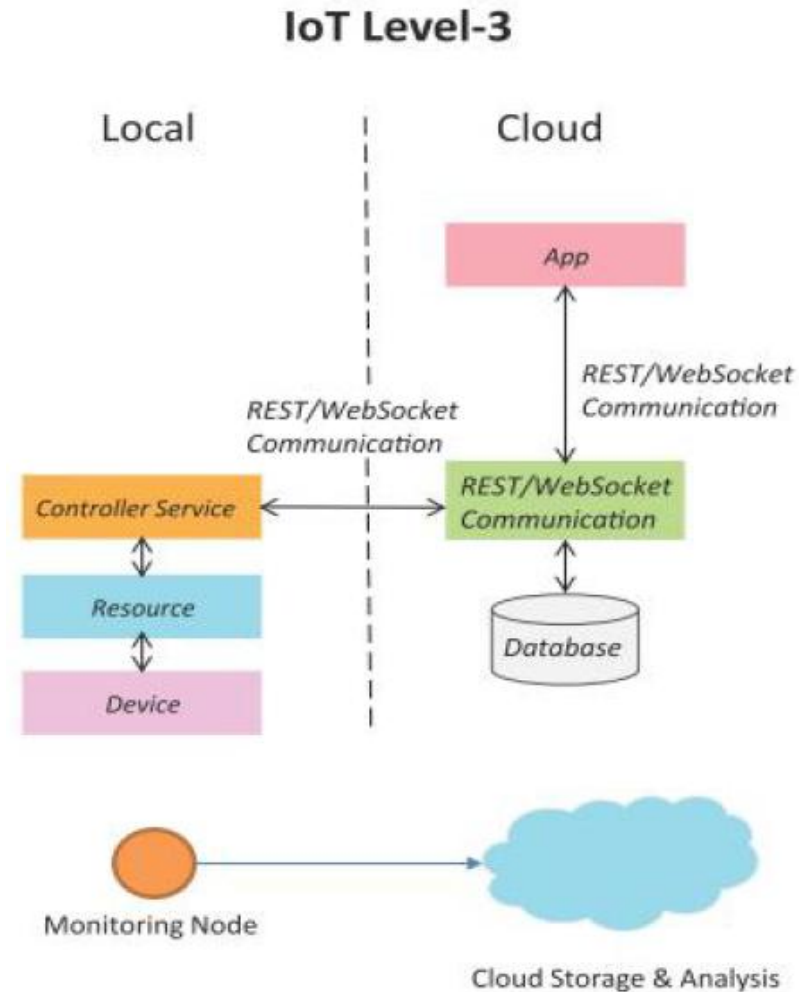 IoT Level-3
Local
Cloud
App
REST/WebSocket
Communication
REST/WebSocket
Communication
Controller Service
REST/WebSocket
Communication
Resource
Database
Device
Monitoring Node
Cloud Storage & Analysis